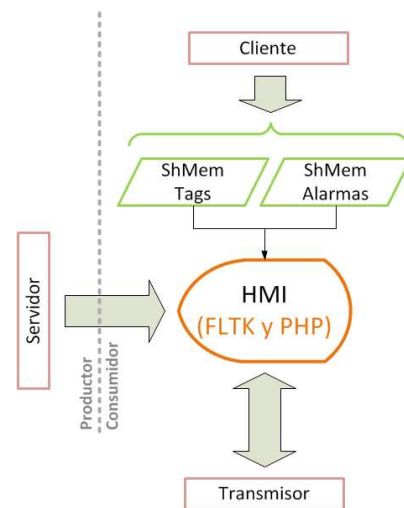 Cliente
ShMem
Tags
ShMem
Alarmas
Servidor
Productor
Consumidor
HMI
(FLTK y PHP)
Transmisor